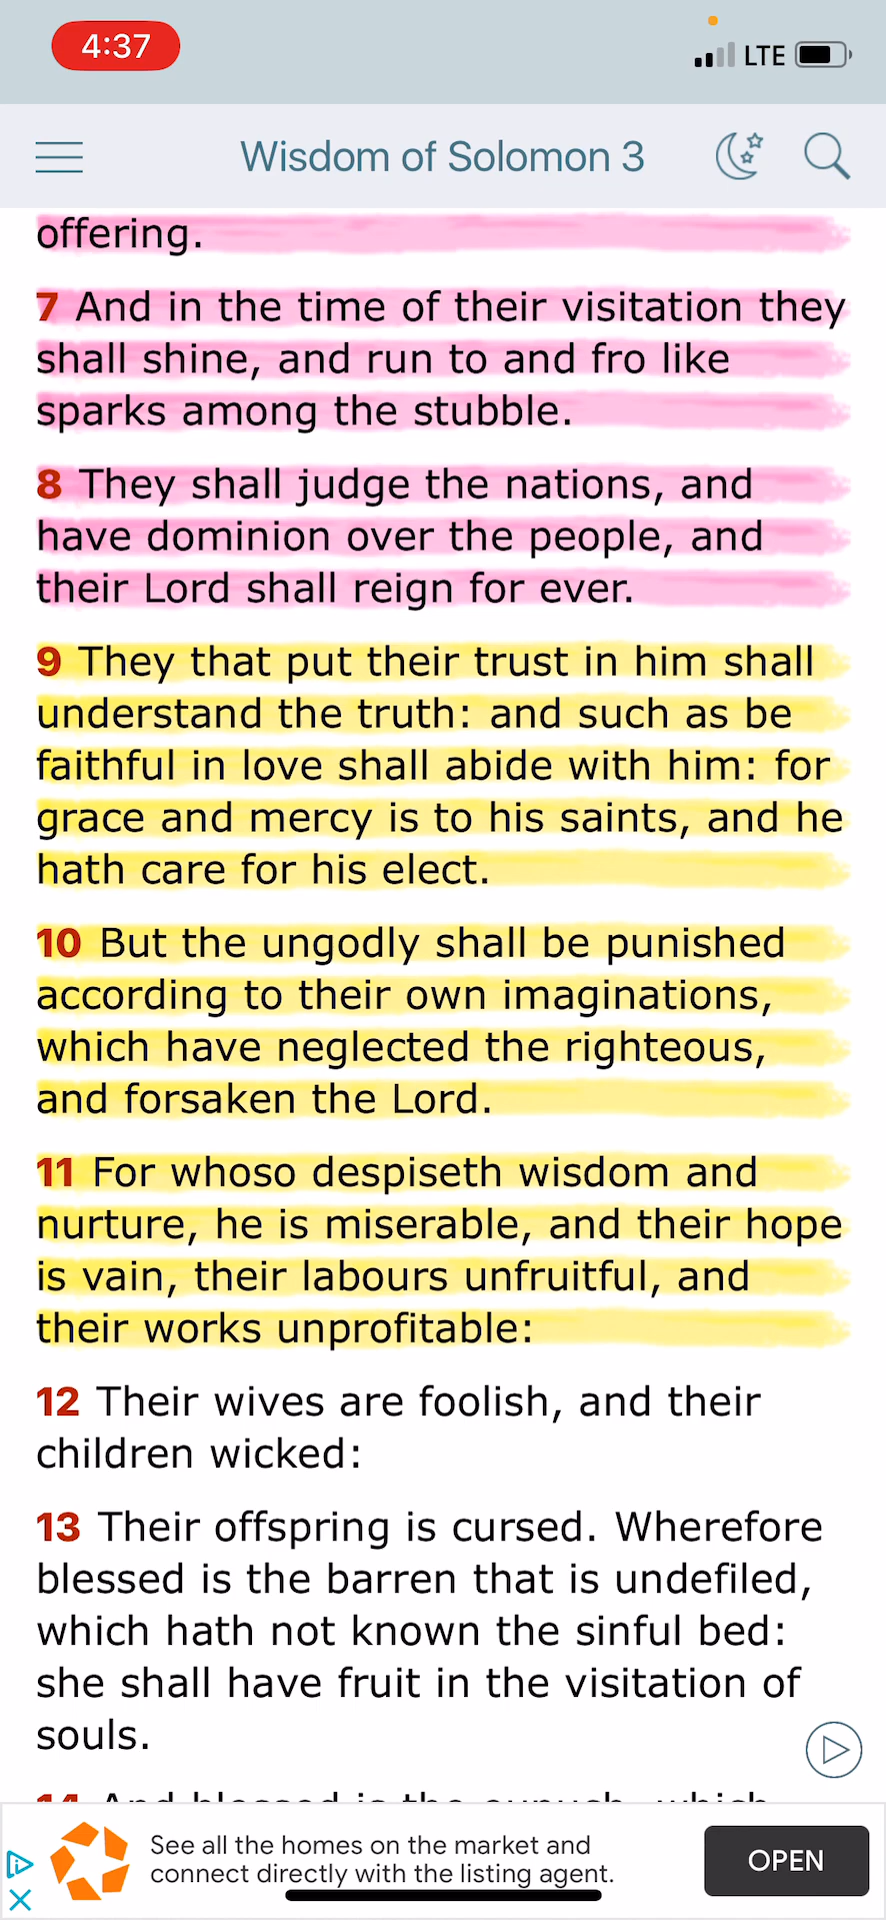 4:37
LTE
Wisdom of Solomon 3
offering.
7 And in the time of their visitation they
shall shine, and run to and fro like
sparks among the stubble.
8 They shall judge the nations, and
have dominion over the people, and
their Lord shall reign for ever.
9 They that put their trust in him shall
understand the truth: and such as be
faithful in love shall abide with him: for
grace and mercy is to his saints, and he
hath care for his elect.
10 But the ungodly shall be punished
according to their own imaginations,
which have neglected the righteous,
and forsaken the Lord.
11 For whoso despiseth wisdom and
nurture, he is miserable, and their hope
is vain, their labours unfruitful, and
their works unprofitable:
12 Their wives are foolish, and their
children wicked:
13 Their offspring is cursed. Wherefore
blessed is the barren that is undefiled,
which hath not known the sinful bed:
she shall have fruit in the visitation of
souls.
14 And blessed is the eunuch, which
See all the homes on the market and
connect directly with the listing agent.
OPEN